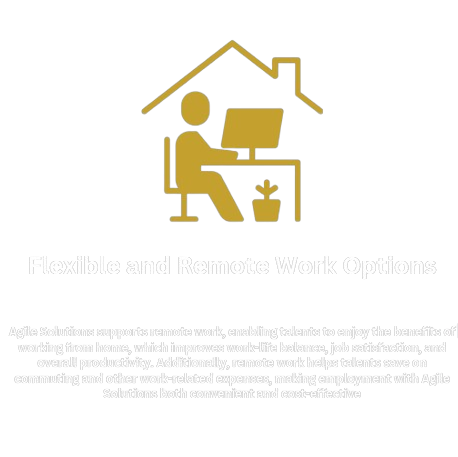 Flexible and Remote Work Options
Agile Solutions supports remote work, enabling talents to enjoy the benefits of
working from home, which improves work-life balance, job satisfaction, and
overall productivity. Additionally, remote work helps talents save on
commuting and other work-related expenses, making employment with Agile
Solutions both convenient and cost-effective